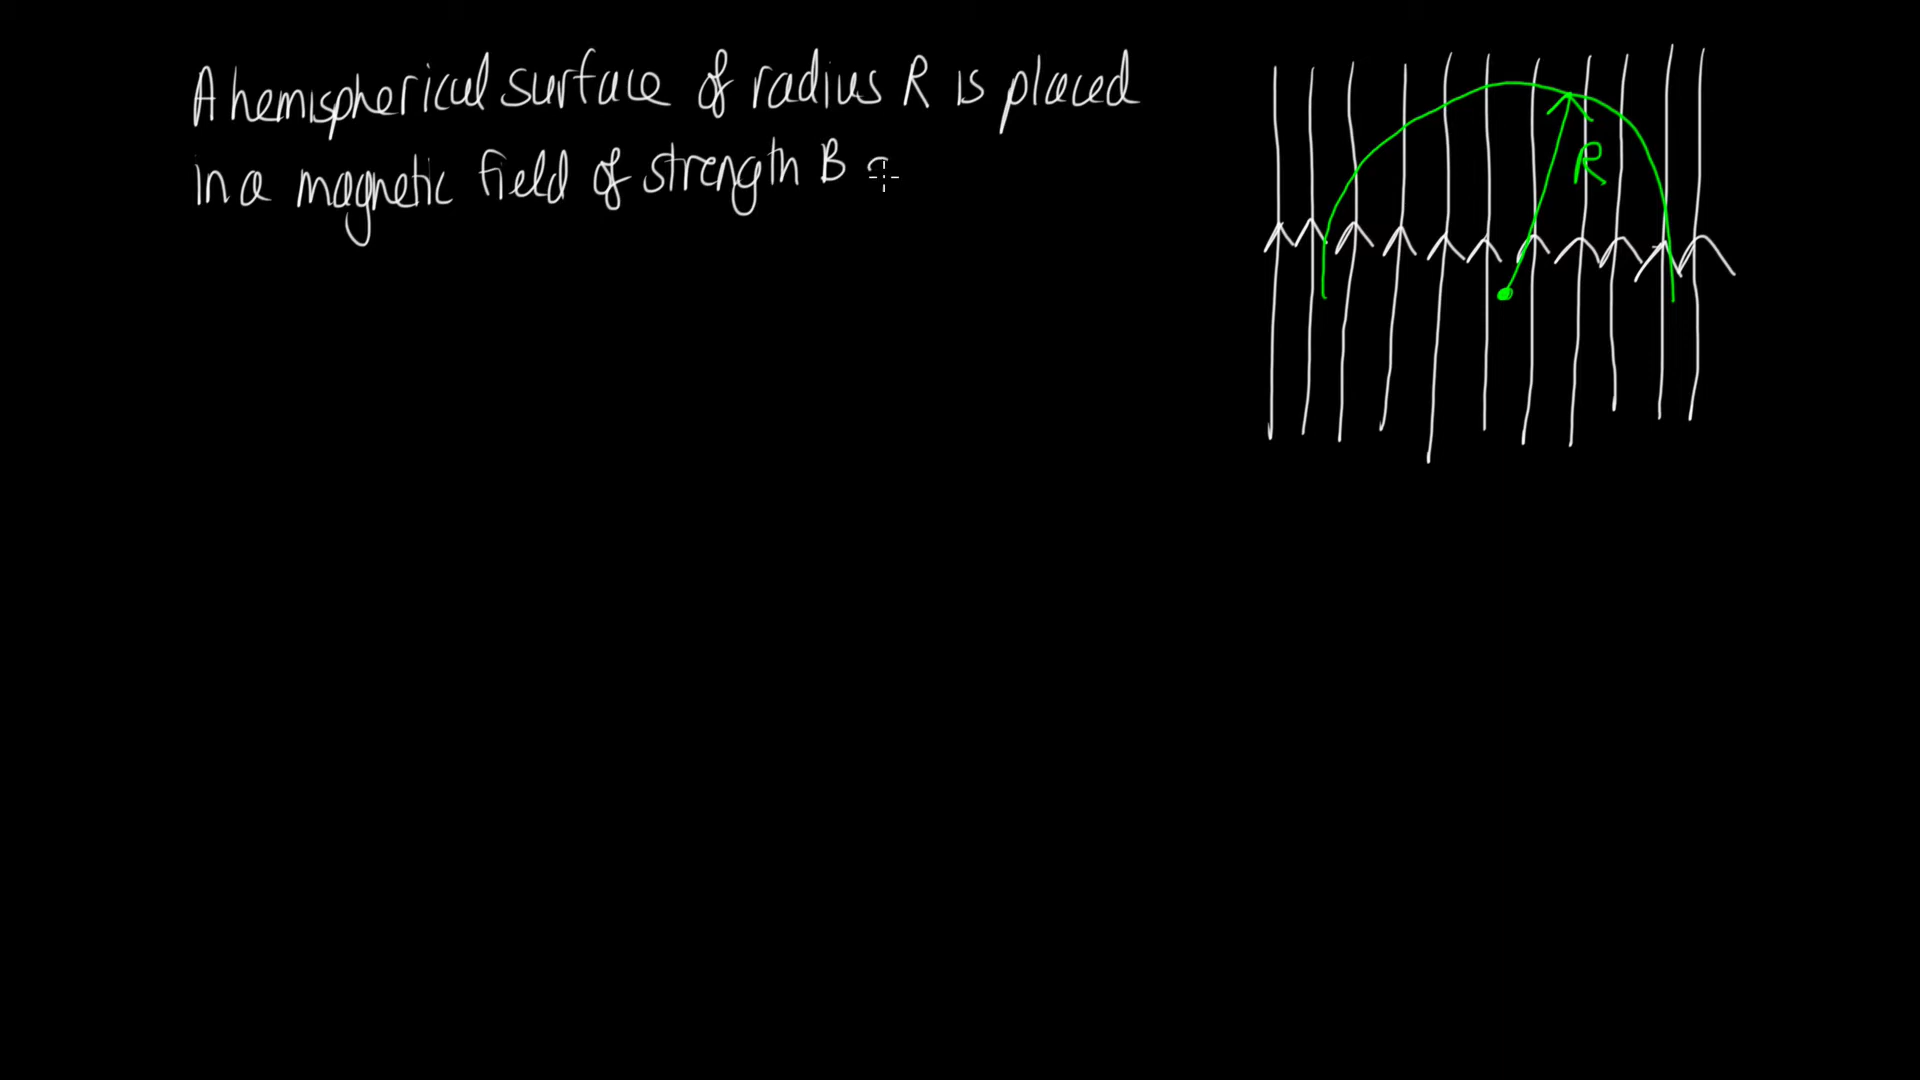 A hemispherical surface of radius R is placed
in a magnetic field of strength B
R